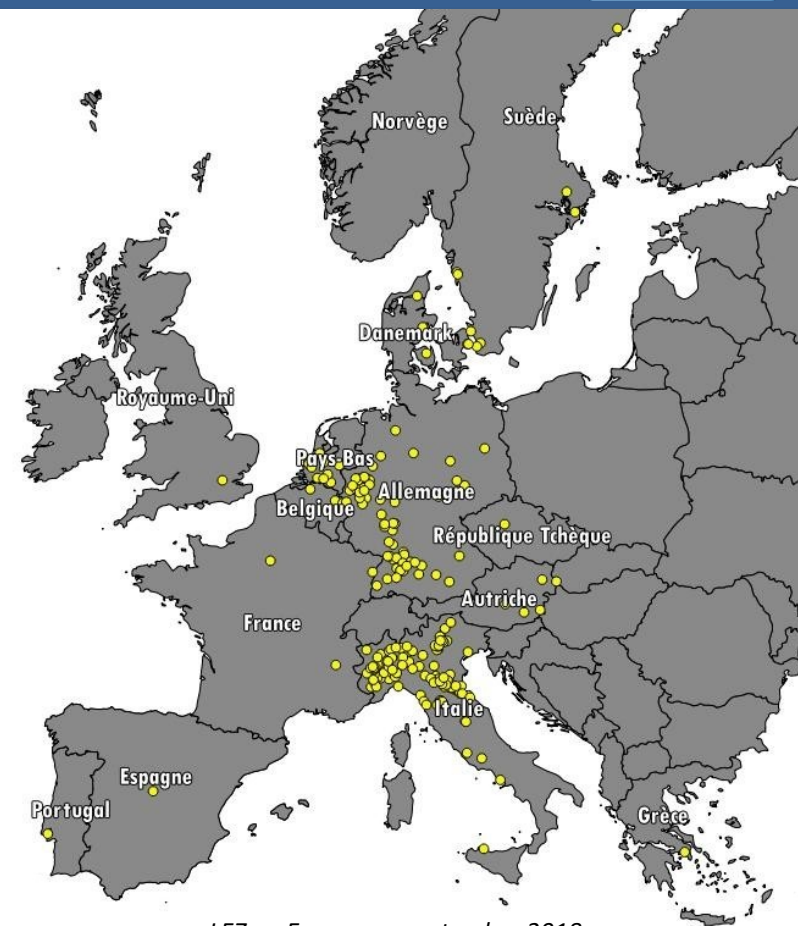 Norvège
Suède
Danemark
Royaume-Uni
Pays-Bas
Allemagne
Belgique
République Tchèque
Autriche
France
Italie
Espagne
Portugal
Grèce